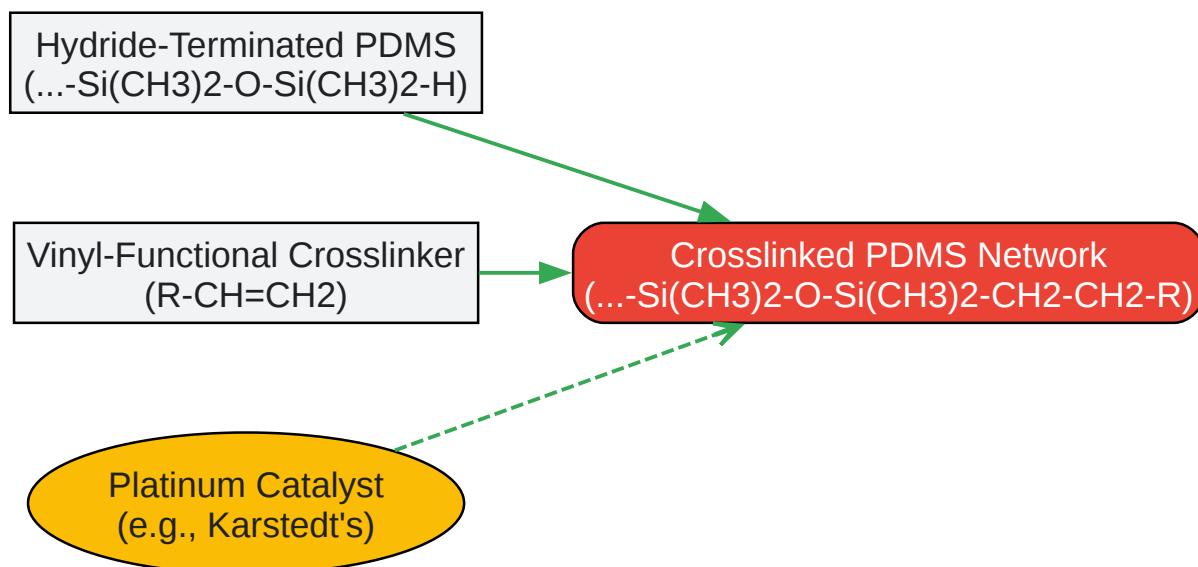 Hydride-Terminated PDMS
(...-Si(CH3)2-O-Si(CH3)2-H)
Vinyl-Functional Crosslinker
(R-CH=CH2)
Crosslinked PDMS Network
(...-Si(CH3)2-O-Si(CH3)2-CH2-CH2-R)
Platinum Catalyst
(e.g., Karstedt's)